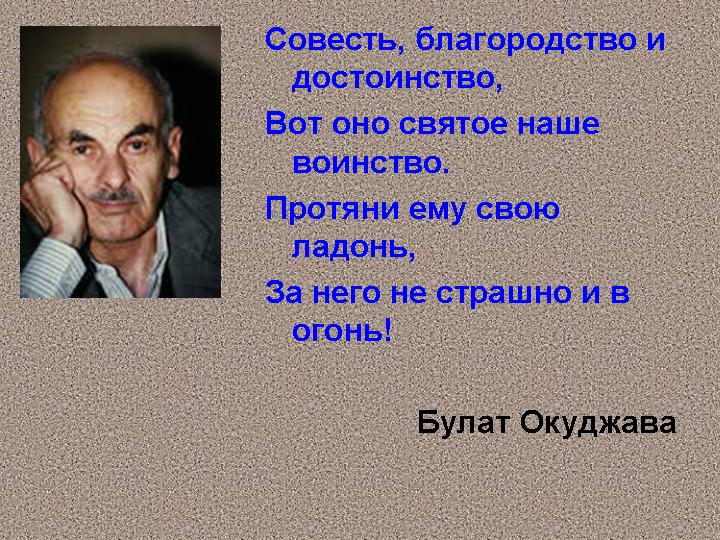 Совесть, благородство и
достоинство,
Вот оно святое наше
воинство.
Протяни ему свою
ладонь,
За него не страшно и в
огонь!
Булат Окуджава